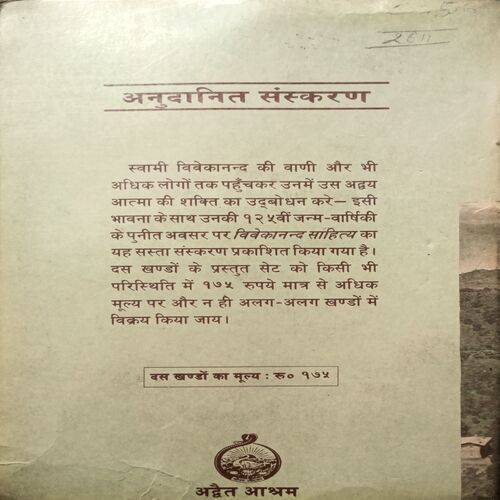 अनुदानित संस्करण
स्वामी विवेकानन्द की वाणी और भी
अधिक लोगों तक पहुँचकर उनमें उस अद्वय
आत्मा की शक्ति का उद्‌बोधन करे— इसी
भावना के साथ उनकी १२५वीं जन्म-वार्षिकी
के पुनीत अवसर पर विवेकानन्द साहित्य का
यह सस्ता संस्करण प्रकाशित किया गया है।
दस खण्डों के प्रस्तुत सेट को किसी भी
परिस्थिति में १७५ रुपये मात्र से अधिक
मूल्य पर और न ही अलग-अलग खण्डों में
विक्रय किया जाय।
दस खण्डों का मूल्य : रु० १७५
अद्वैत आश्रम